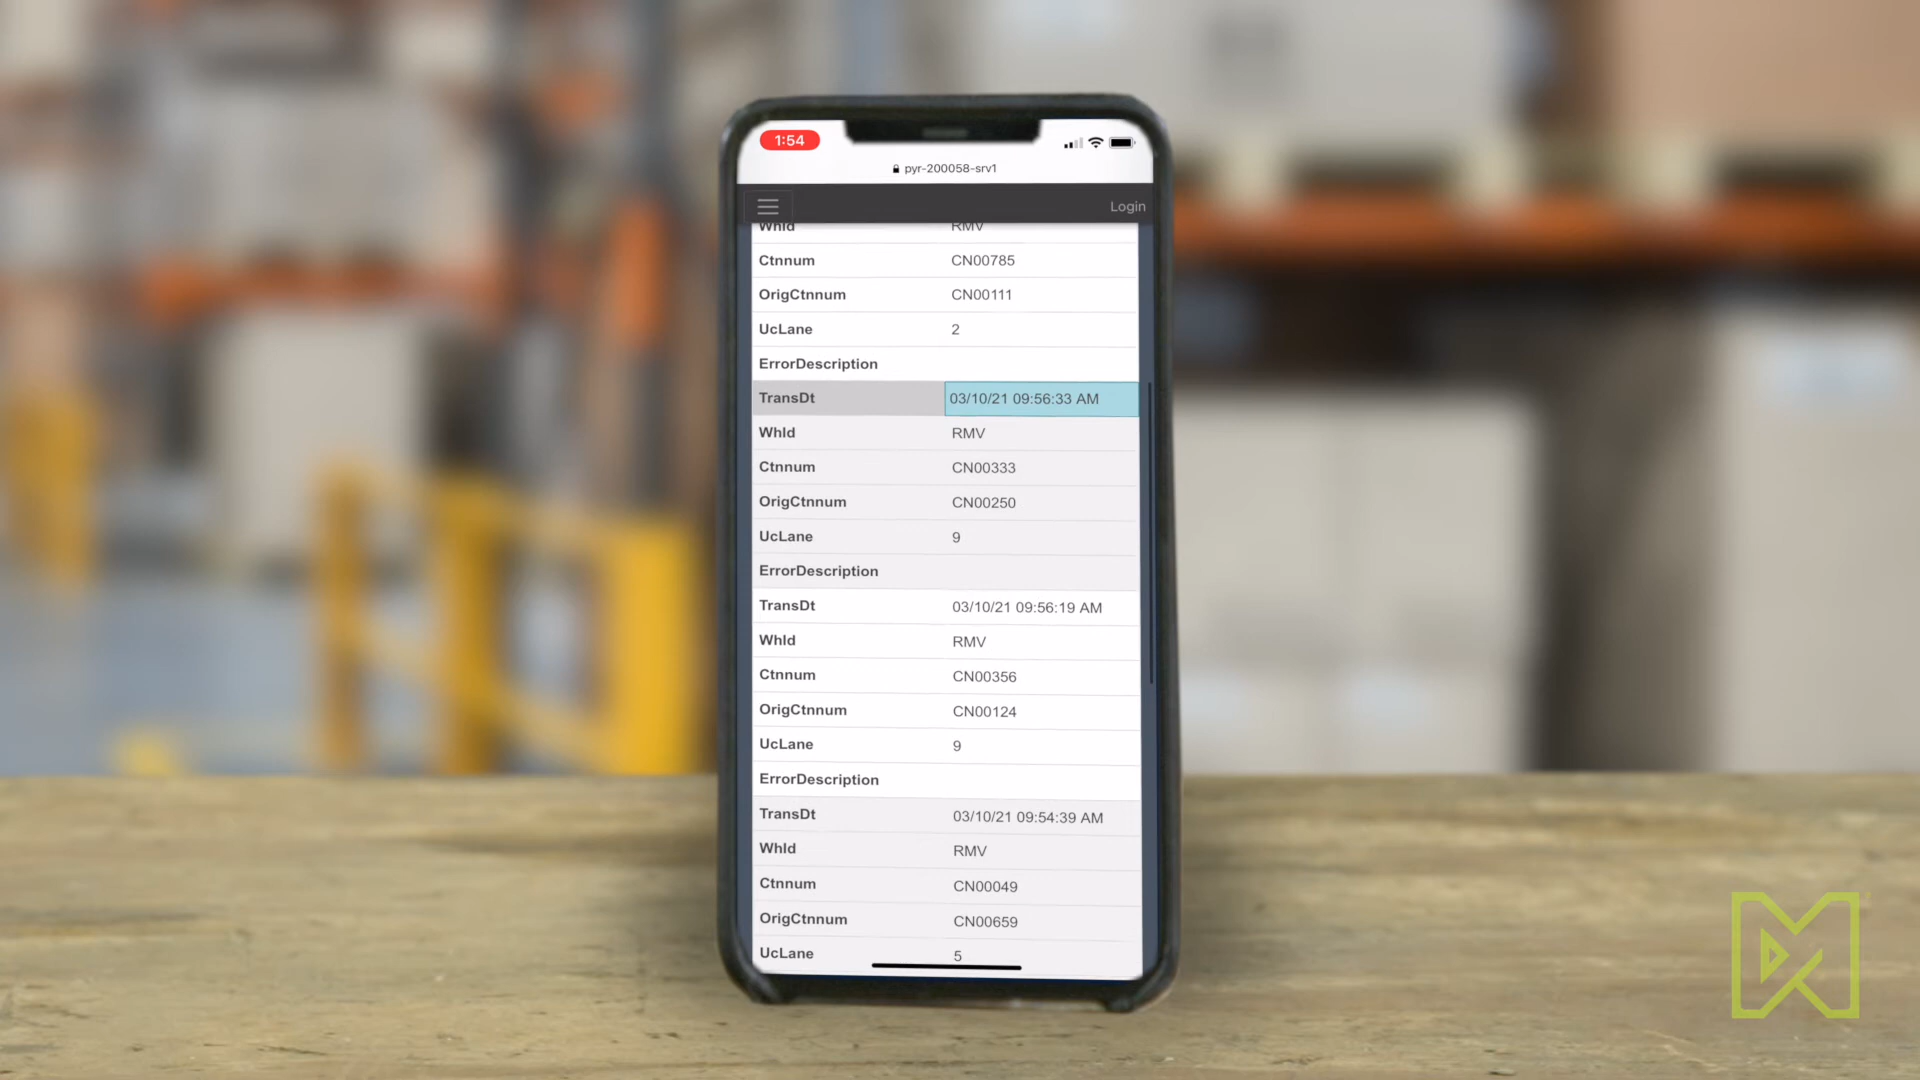 1:54
pyr-200058-srv1
Login
WhId RMV
Ctnnum CN00785
OrigCtnnum CN00111
UcLane 2
ErrorDescription
TransDt 03/10/21 09:56:33 AM
WhId RMV
Ctnnum CN00333
OrigCtnnum CN00250
UcLane 9
ErrorDescription
TransDt 03/10/21 09:56:19 AM
WhId RMV
Ctnnum CN00356
OrigCtnnum CN00124
UcLane 9
ErrorDescription
TransDt 03/10/21 09:54:39 AM
WhId RMV
Ctnnum CN00049
OrigCtnnum CN00659
UcLane 5